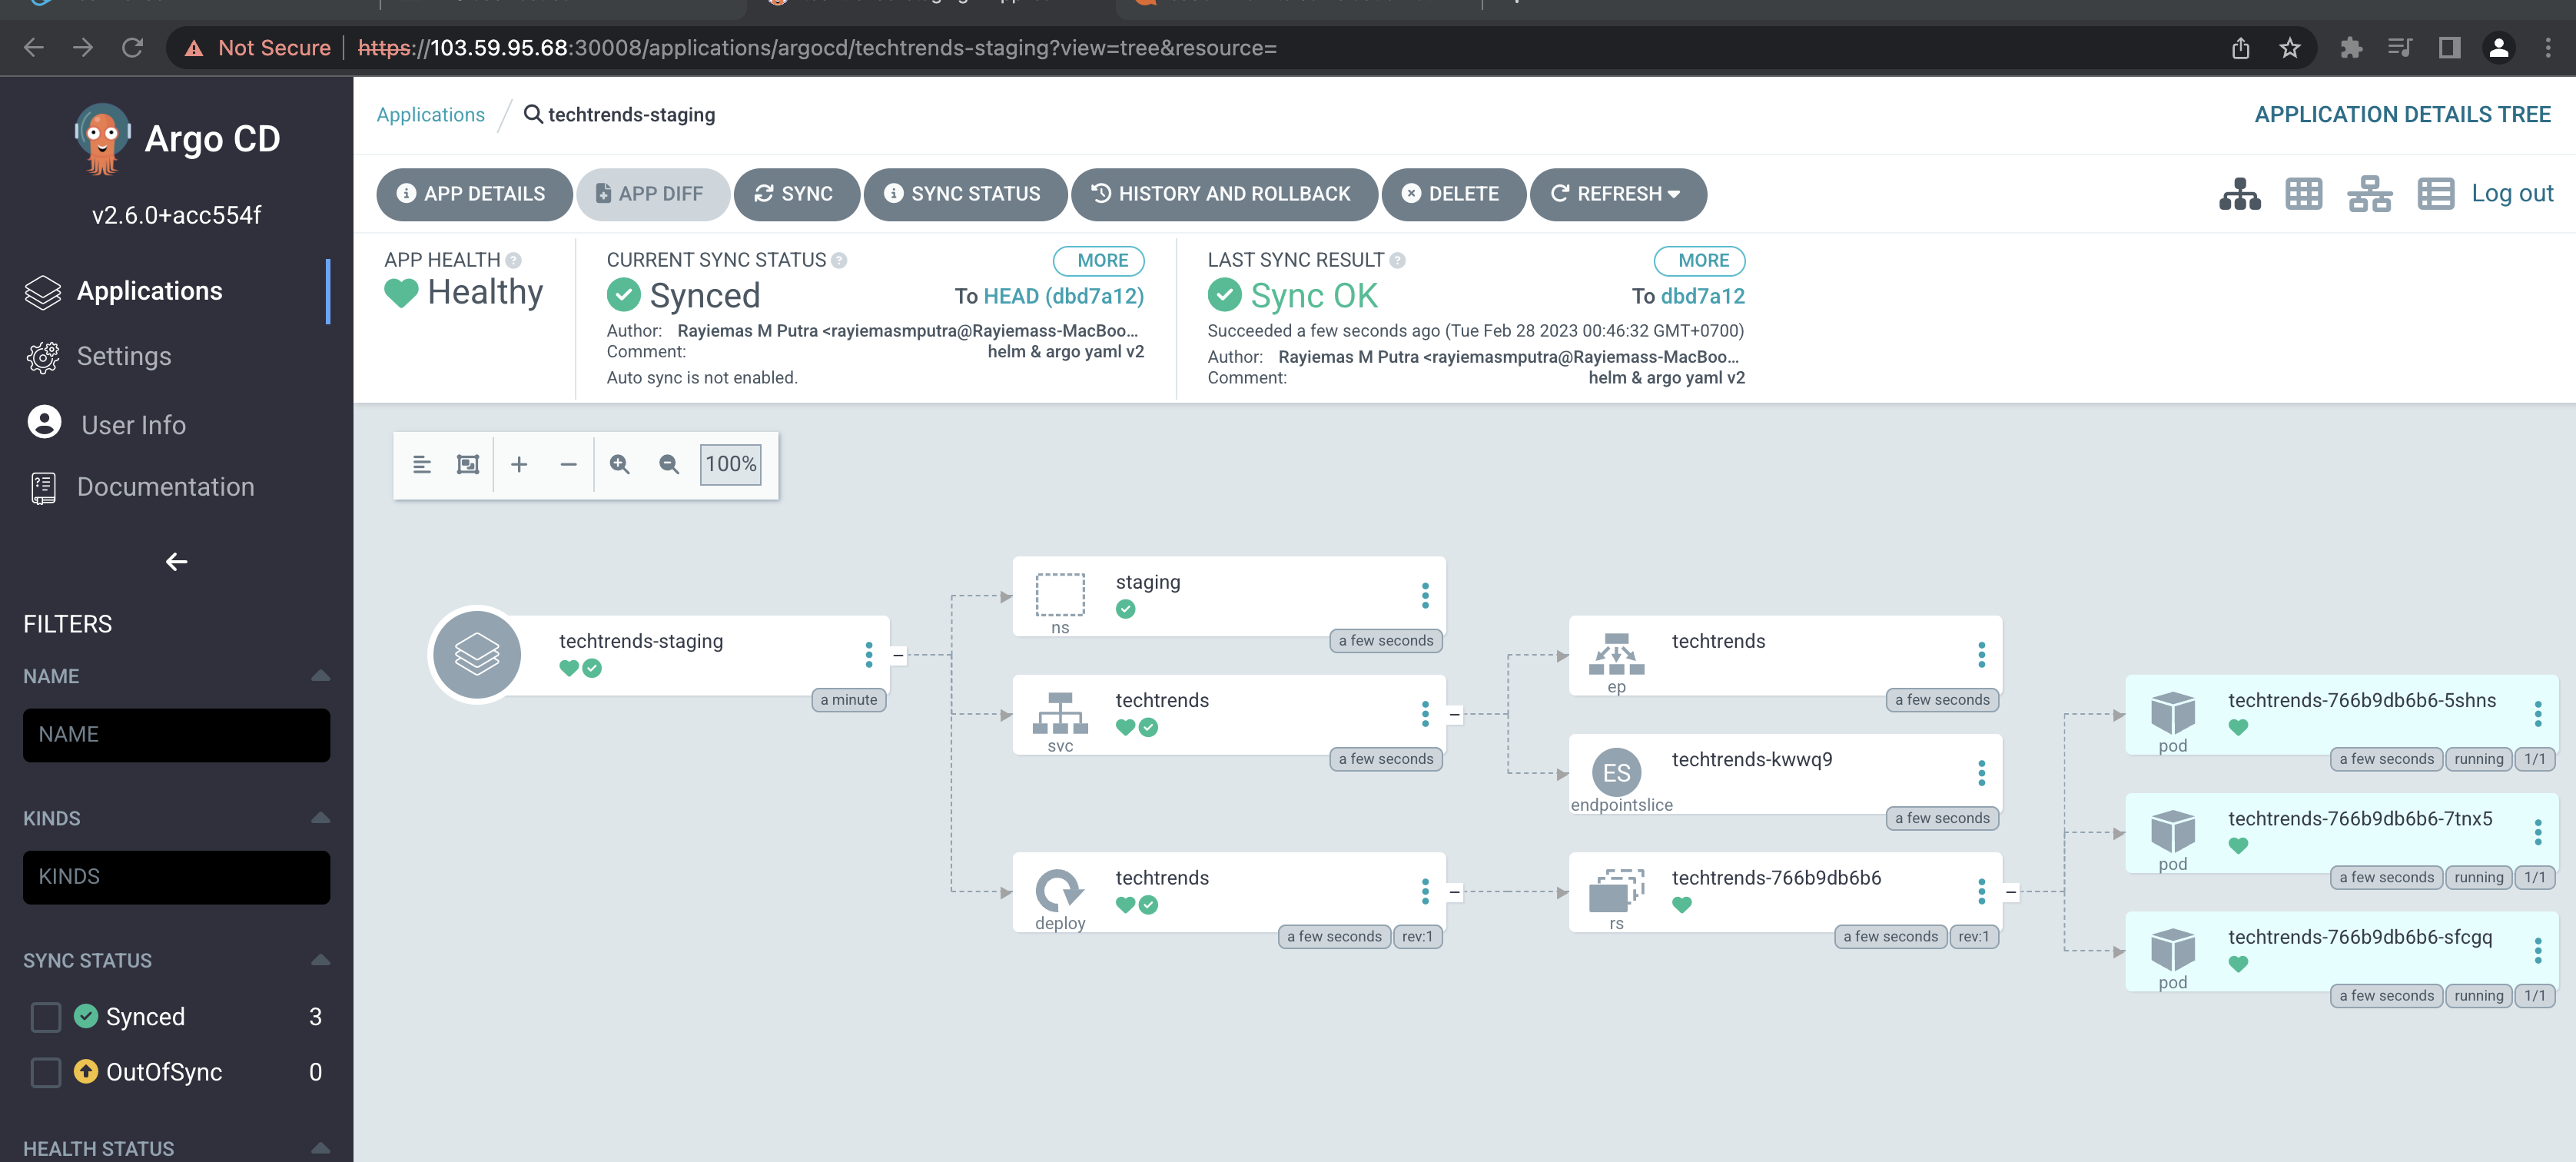 Not Secure https://103.59.95.68:30008/applications/argocd/techtrends-staging?view=tree&resource=
Argo CD
v2.6.0+acc554f
Applications
Settings
User Info
Documentation
FILTERS
NAME
NAME
KINDS
KINDS
SYNC STATUS
Synced 3
OutOfSync 0
HEALTH STATUS
Applications / techtrends-staging
APPLICATION DETAILS TREE
APP DETAILS APP DIFF SYNC SYNC STATUS HISTORY AND ROLLBACK DELETE REFRESH
Log out
APP HEALTH
Healthy
CURRENT SYNC STATUS MORE
Synced To HEAD (dbd7a12)
Author: Rayiemas M Putra <rayiemasmputra@Rayiemass-MacBoo...
Comment: helm & argo yaml v2
Auto sync is not enabled.
LAST SYNC RESULT MORE
Sync OK To dbd7a12
Succeeded a few seconds ago (Tue Feb 28 2023 00:46:32 GMT+0700)
Author: Rayiemas M Putra <rayiemasmputra@Rayiemass-MacBoo...
Comment: helm & argo yaml v2
100%
techtrends-staging
a minute
staging
ns
a few seconds
techtrends
svc
a few seconds
techtrends
deploy
a few seconds rev:1
techtrends
ep
a few seconds
ES
techtrends-kwwq9
endpointslice
a few seconds
techtrends-766b9db6b6
rs
a few seconds rev:1
techtrends-766b9db6b6-5shns
pod
a few seconds running 1/1
techtrends-766b9db6b6-7tnx5
pod
a few seconds running 1/1
techtrends-766b9db6b6-sfcgq
pod
a few seconds running 1/1